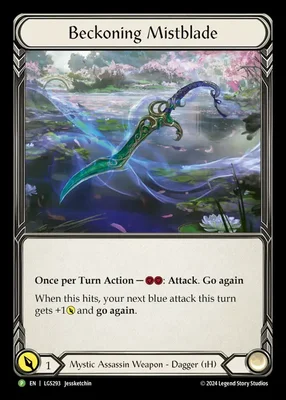 Beckoning Mistblade
Once per Turn Action — : Attack. Go again
When this hits, your next blue attack this turn
gets +1 and go again.
1
Mystic Assassin Weapon - Dagger (1H)
P EN | LGS293 Jessketchin
© 2024 Legend Story Studios